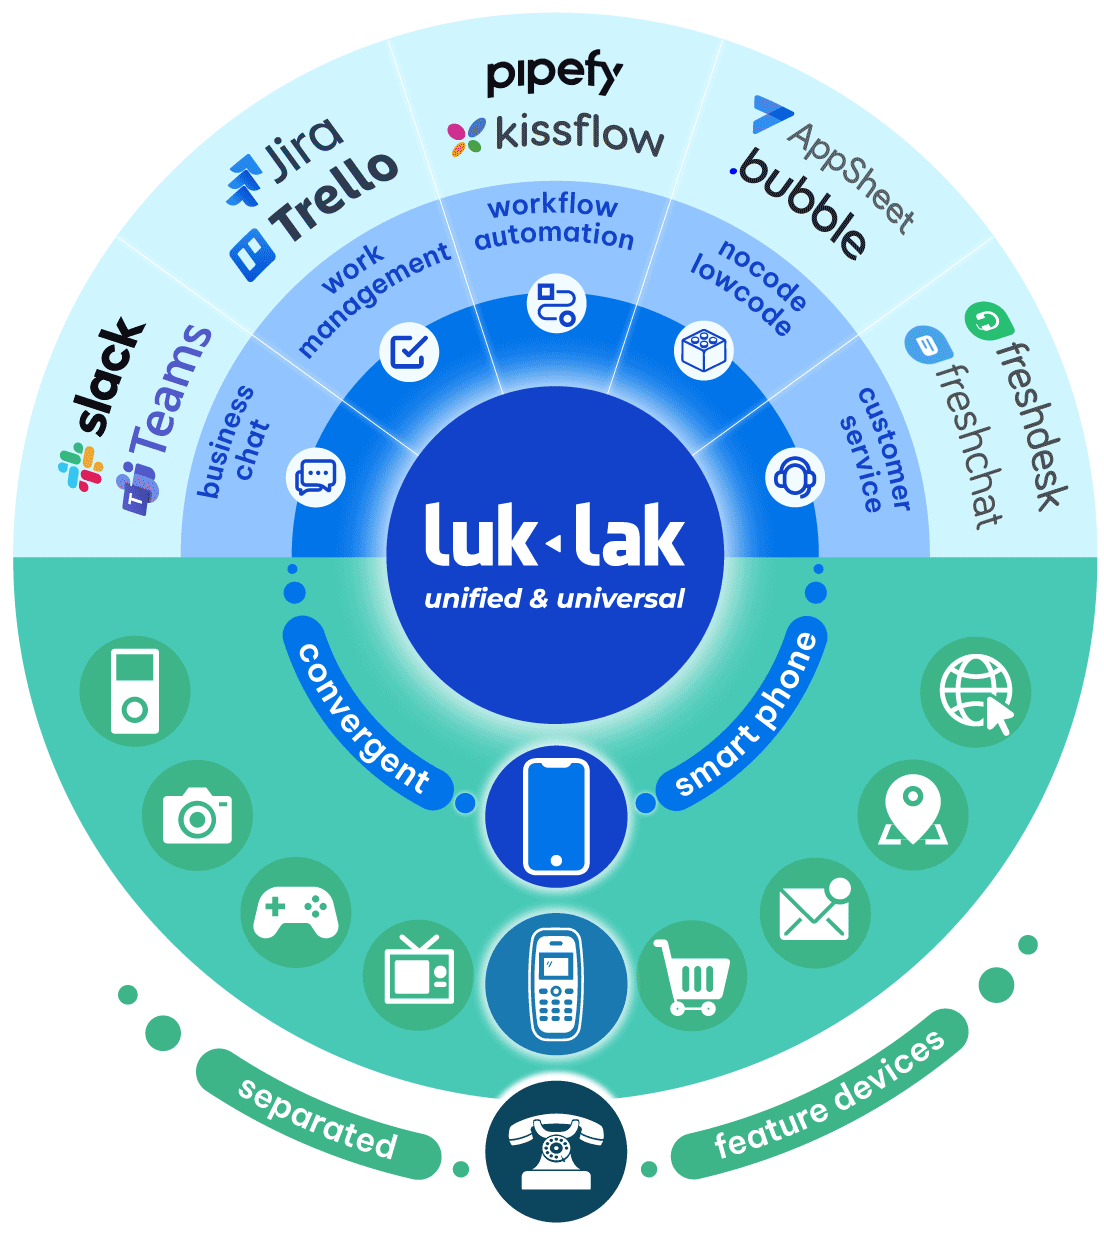 pipefy
kissflow
Jira
Trello
AppSheet
.bubble
slack
Teams
T
freshdesk
freshchat
workflow
automation
work
management
nocode
lowcode
business
chat
customer
service
luk lak
unified & universal
convergent
smart phone
separated
feature devices